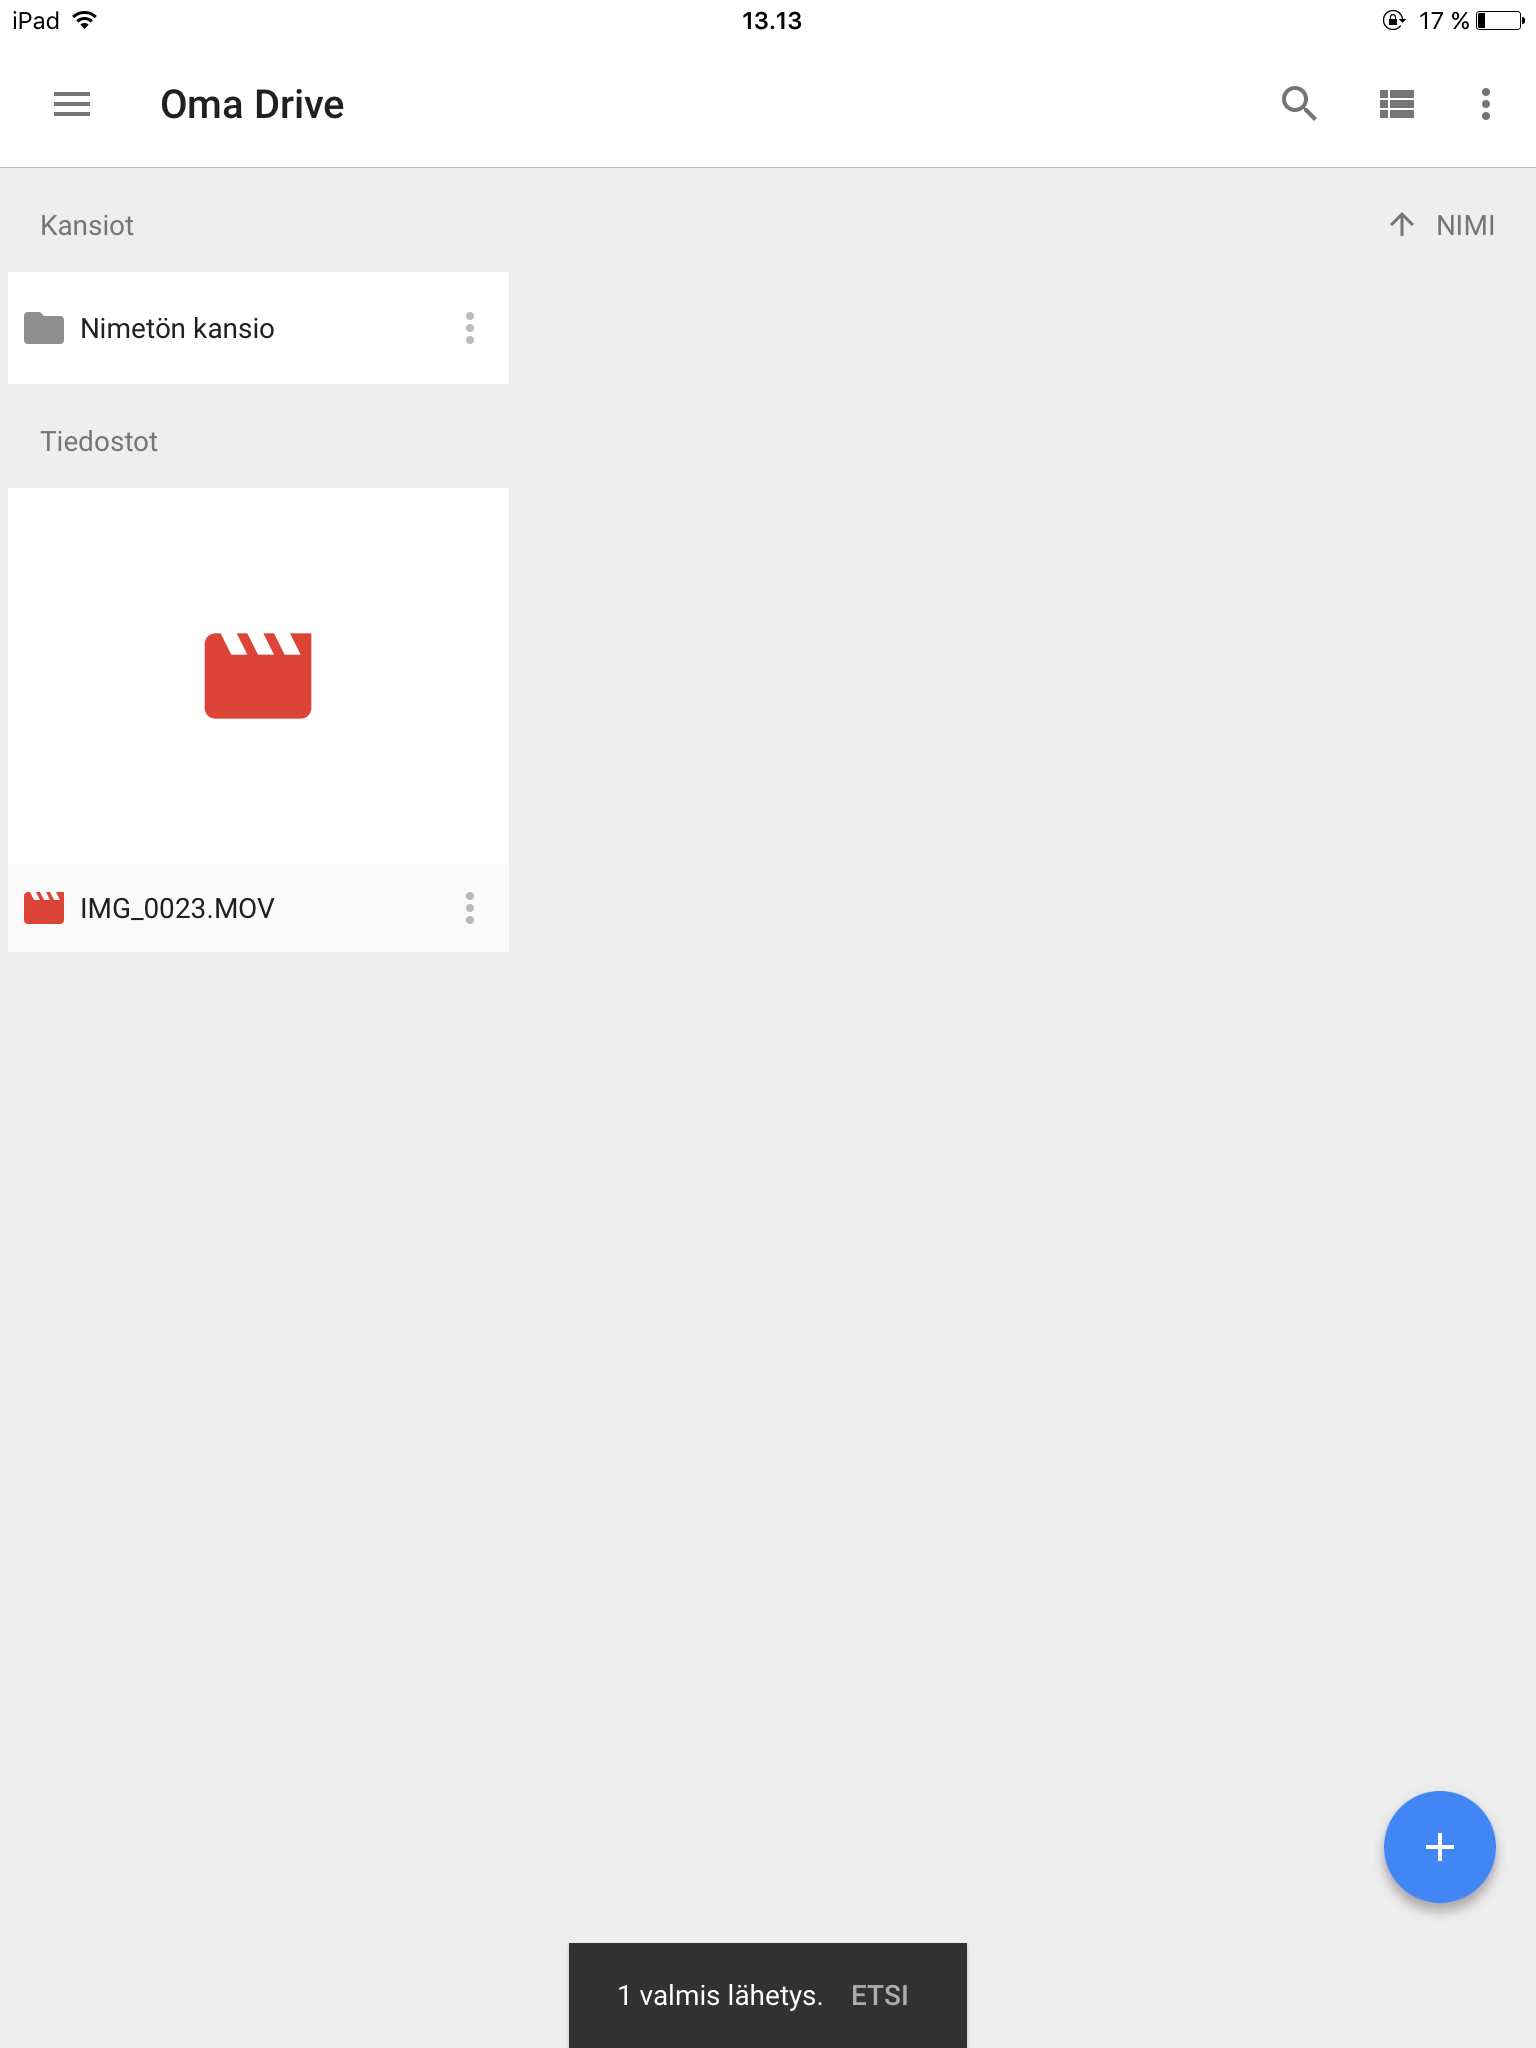 iPad 13.13 17 %
Oma Drive
Kansiot NIMI
Nimetön kansio
Tiedostot
IMG_0023.MOV
1 valmis lähetys. ETSI